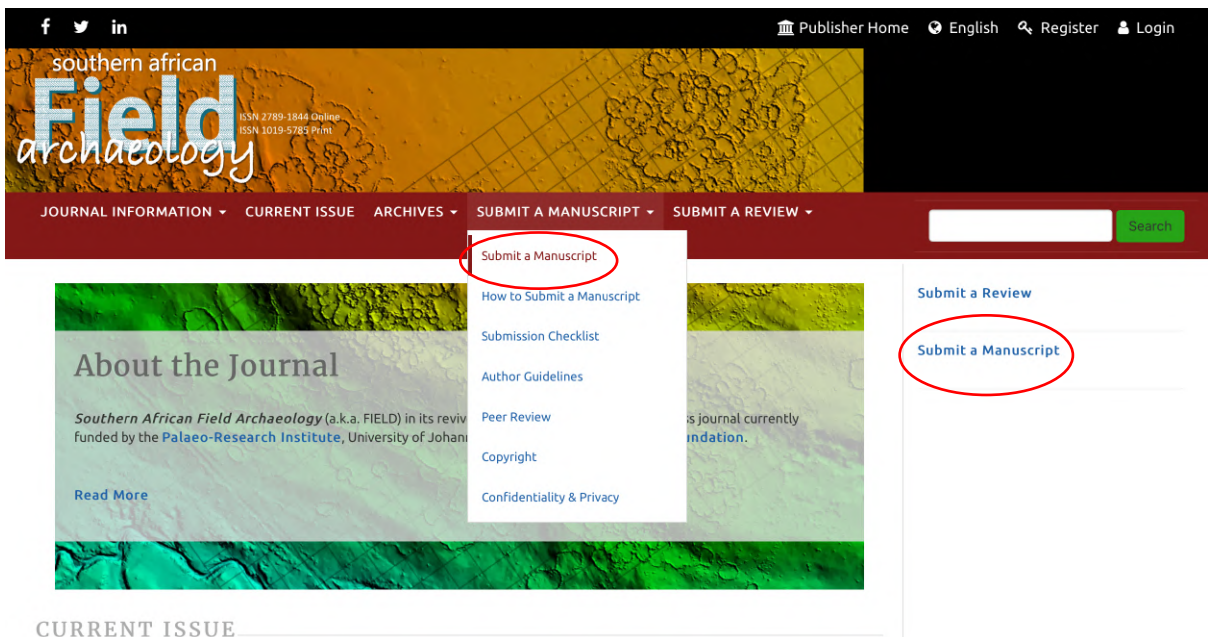 f in
Publisher Home English Register Login
southern african
Field
archaeology
ISSN 2789-1844 Online
ISSN 1019-5785 Print
JOURNAL INFORMATION CURRENT ISSUE ARCHIVES SUBMIT A MANUSCRIPT SUBMIT A REVIEW
Search
Submit a Manuscript
How to Submit a Manuscript
Submission Checklist
Author Guidelines
Peer Review
Copyright
Confidentiality & Privacy
About the Journal
Southern African Field Archaeology (a.k.a. FIELD) in its reviv s journal currently
funded by the Palaeo-Research Institute, University of Johan undation.
Read More
Submit a Review
Submit a Manuscript
CURRENT ISSUE